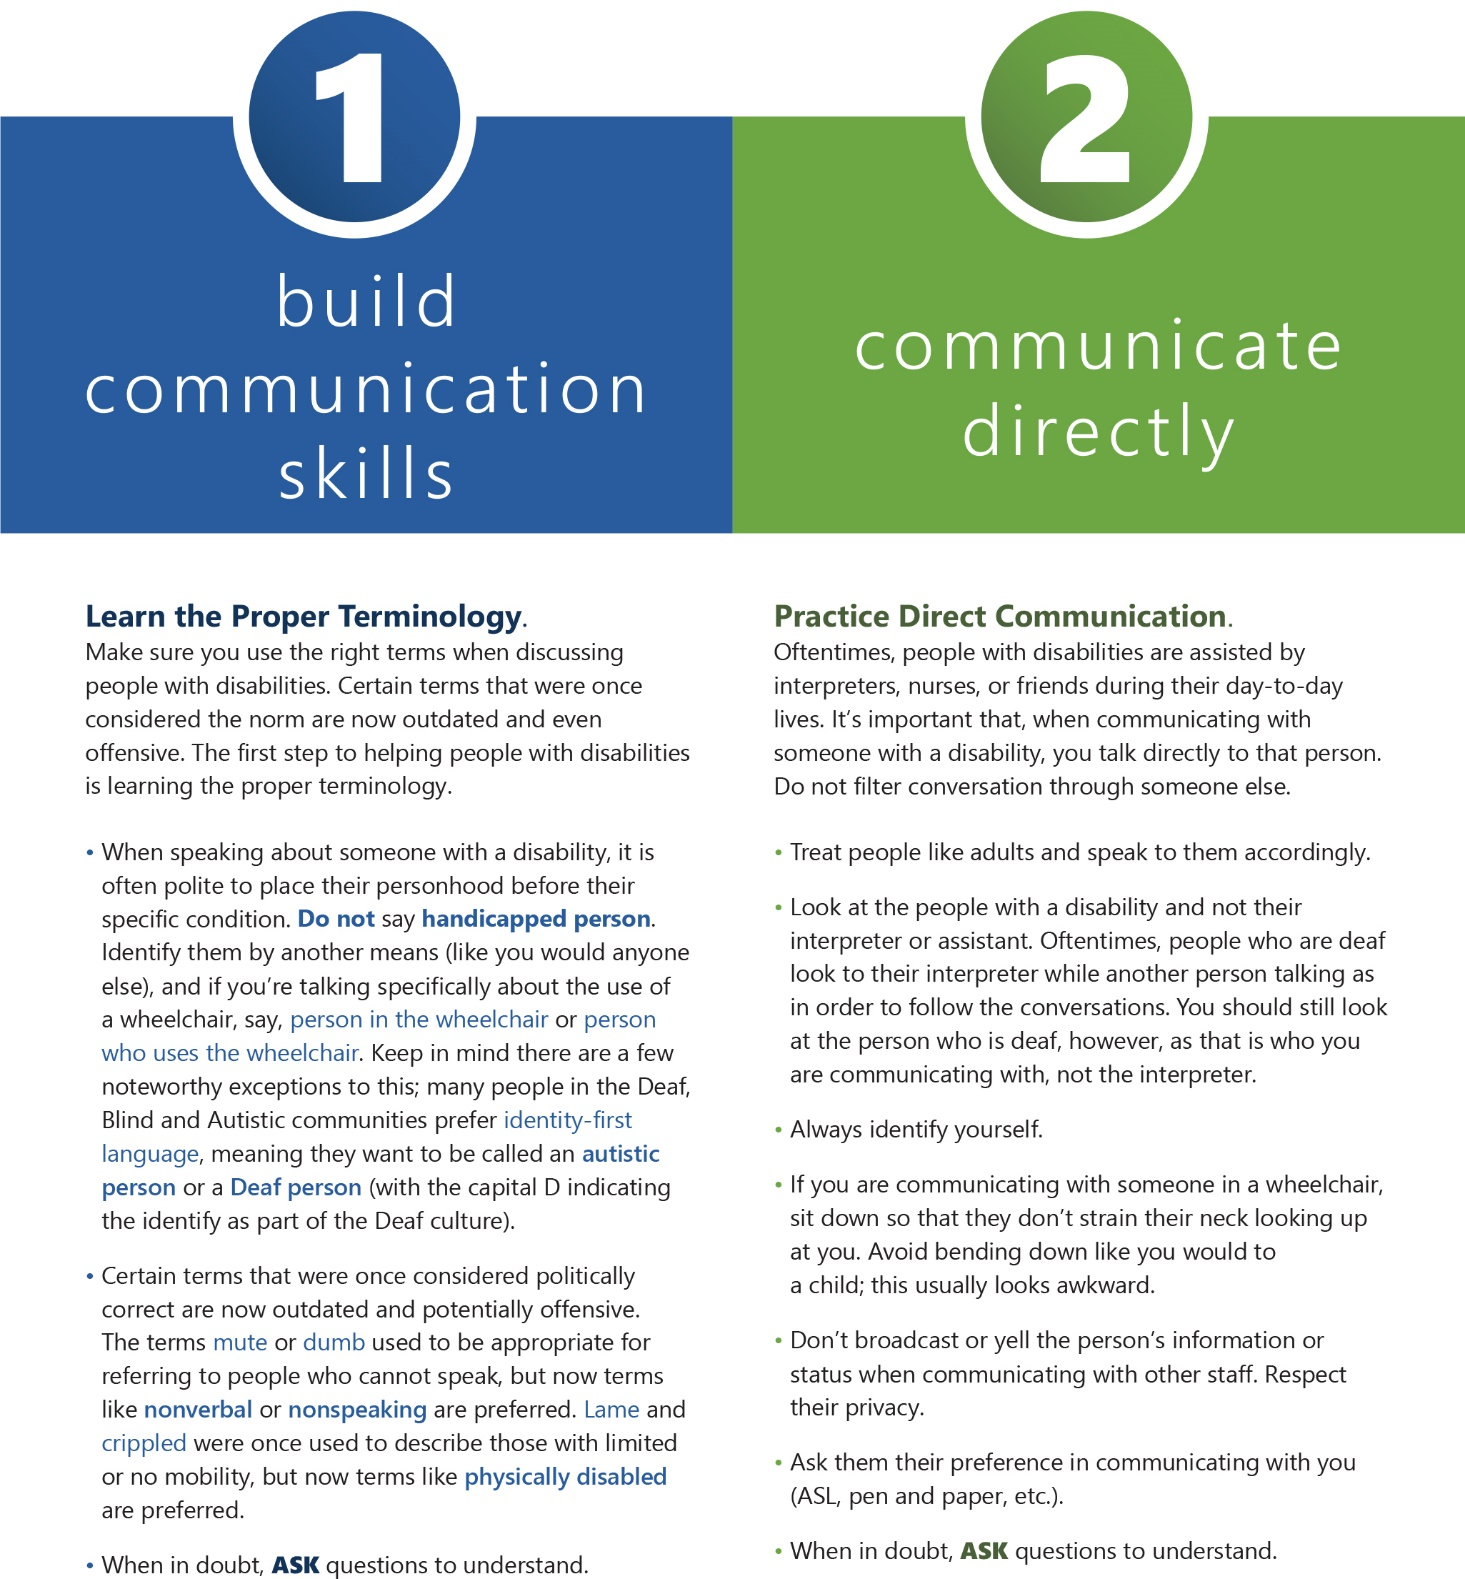 1
build
communication
skills
Learn the Proper Terminology.
Make sure you use the right terms when discussing
people with disabilities. Certain terms that were once
considered the norm are now outdated and even
offensive. The first step to helping people with disabilities
is learning the proper terminology.
• When speaking about someone with a disability, it is
often polite to place their personhood before their
specific condition. Do not say handicapped person.
Identify them by another means (like you would anyone
else), and if you're talking specifically about the use of
a wheelchair, say, person in the wheelchair or person
who uses the wheelchair. Keep in mind there are a few
noteworthy exceptions to this; many people in the Deaf,
Blind and Autistic communities prefer identity-first
language, meaning they want to be called an autistic
person or a Deaf person (with the capital D indicating
the identify as part of the Deaf culture).
• Certain terms that were once considered politically
correct are now outdated and potentially offensive.
The terms mute or dumb used to be appropriate for
referring to people who cannot speak, but now terms
like nonverbal or nonspeaking are preferred. Lame and
crippled were once used to describe those with limited
or no mobility, but now terms like physically disabled
are preferred.
• When in doubt, ASK questions to understand.
2
communicate
directly
Practice Direct Communication.
Oftentimes, people with disabilities are assisted by
interpreters, nurses, or friends during their day-to-day
lives. It's important that, when communicating with
someone with a disability, you talk directly to that person.
Do not filter conversation through someone else.
• Treat people like adults and speak to them accordingly.
• Look at the people with a disability and not their
interpreter or assistant. Oftentimes, people who are deaf
look to their interpreter while another person talking as
in order to follow the conversations. You should still look
at the person who is deaf, however, as that is who you
are communicating with, not the interpreter.
• Always identify yourself.
• If you are communicating with someone in a wheelchair,
sit down so that they don't strain their neck looking up
at you. Avoid bending down like you would to
a child; this usually looks awkward.
• Don't broadcast or yell the person's information or
status when communicating with other staff. Respect
their privacy.
• Ask them their preference in communicating with you
(ASL, pen and paper, etc.).
• When in doubt, ASK questions to understand.